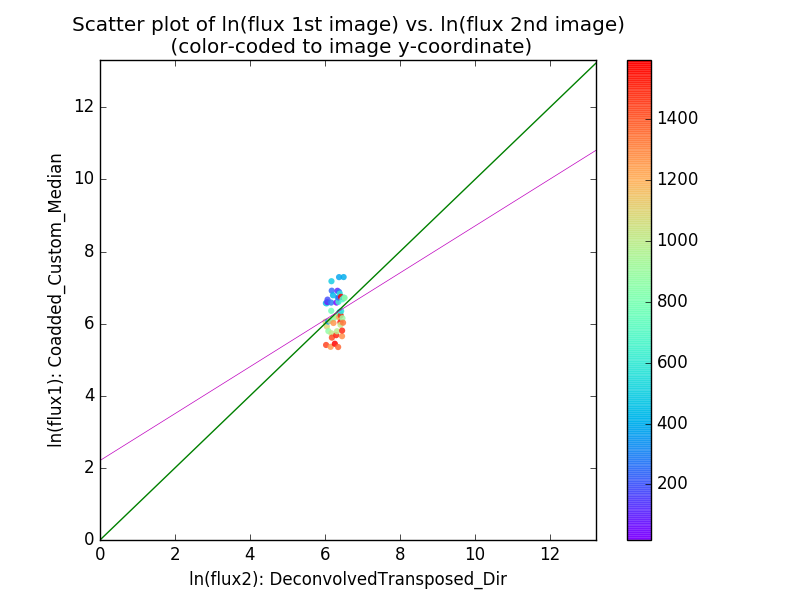 Scatter plot of ln(flux 1st image) vs. ln(flux 2nd image)
(color-coded to image y-coordinate)
ln(flux1): Coadded_Custom_Median
12
10
8
6
4
2
0
0 2 4 6 8 10 12
ln(flux2): DeconvolvedTransposed_Dir
1400
1200
1000
800
600
400
200